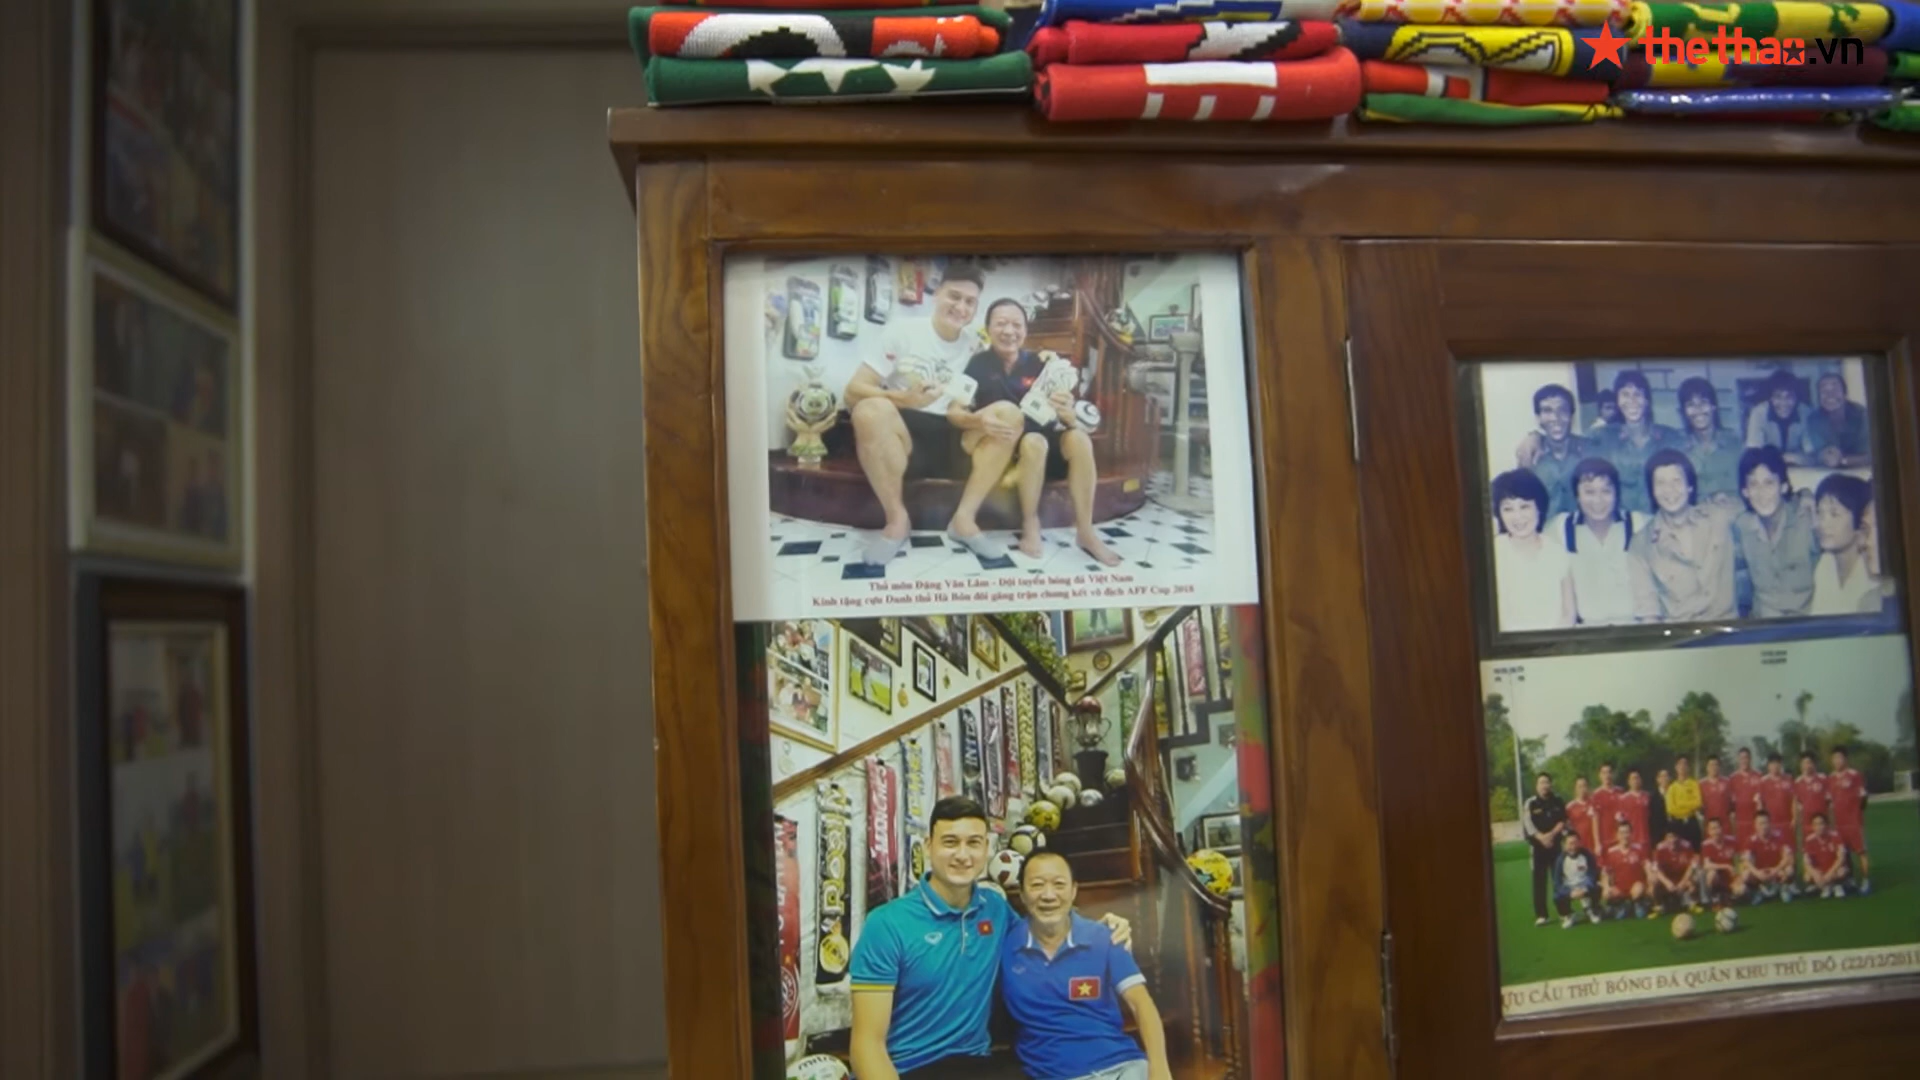 thethao.vn
Thủ môn Đặng Văn Lâm - Đội tuyển bóng đá Việt Nam
Kính tặng cựu Danh thủ Hà Bôn đôi găng trận chung kết vô địch AFF Cup 2018
INTER
ỰU CẦU THỦ BÓNG ĐÁ QUÂN KHU THỦ ĐÔ (22/12/201